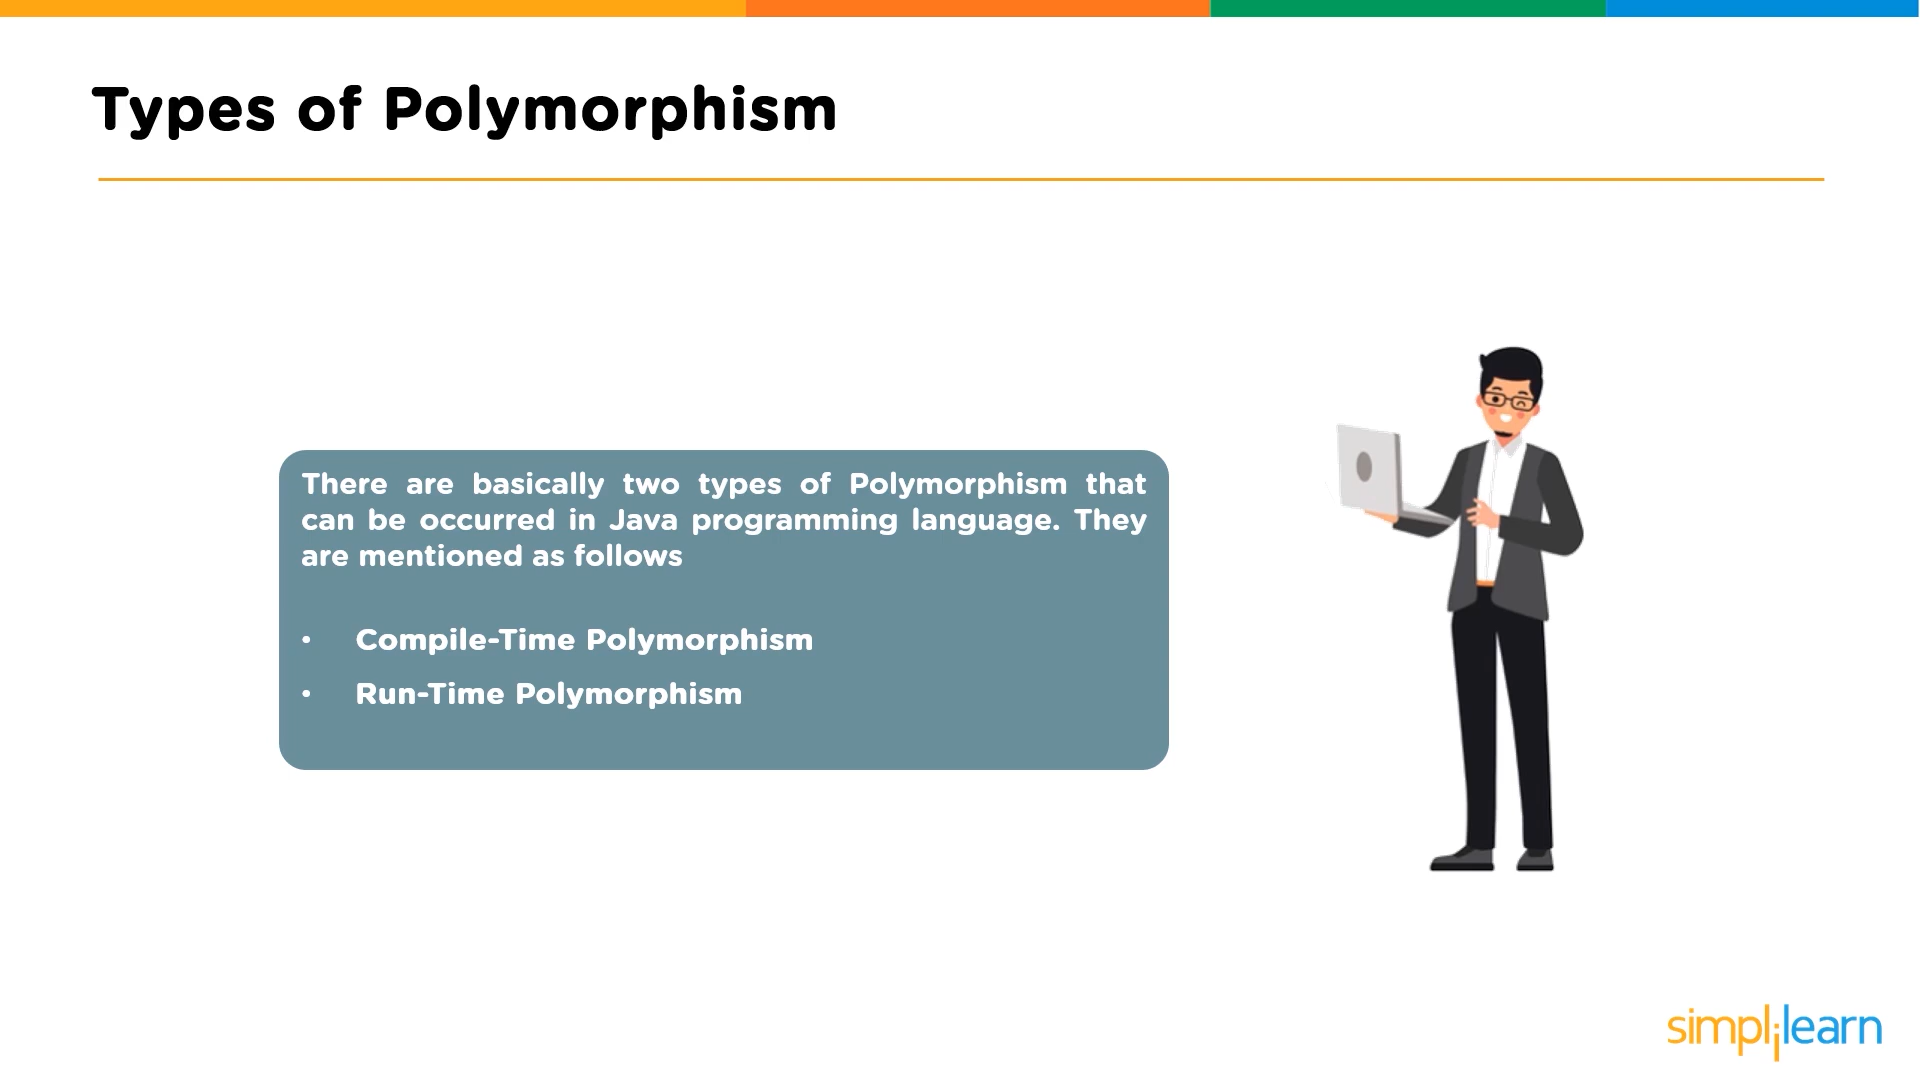 Types of Polymorphism
There are basically two types of Polymorphism that
can be occurred in Java programming language. They
are mentioned as follows
• Compile-Time Polymorphism
• Run-Time Polymorphism
simplilearn